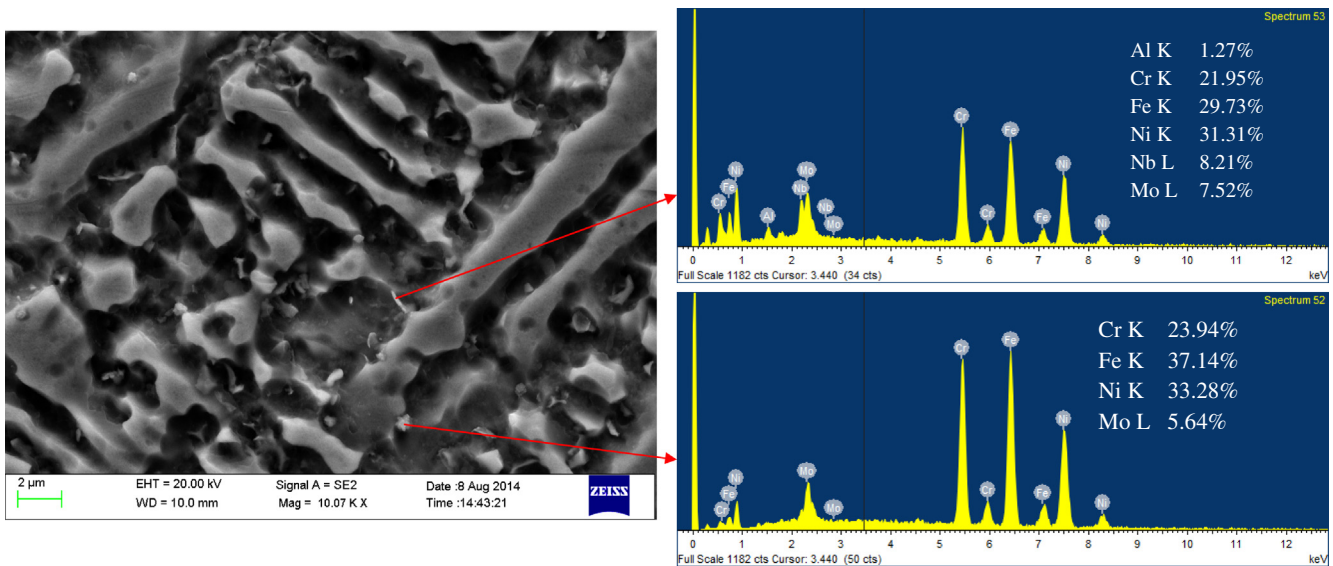 2 µm
EHT = 20.00 kV
WD = 10.0 mm
Signal A = SE2
Mag = 10.07 K X
Date :8 Aug 2014
Time :14:43:21
ZEISS
Spectrum 53
Al K 1.27%
Cr K 21.95%
Fe K 29.73%
Ni K 31.31%
Nb L 8.21%
Mo L 7.52%
Cr
Fe
Ni
Al
Nb
Mo
Nb
Mo
Cr
Cr
Fe
Fe
Ni
Ni
0 1 2 3 4 5 6 7 8 9 10 11 12
Full Scale 1182 cts Cursor: 3.440 (34 cts) keV
Spectrum 52
Cr K 23.94%
Fe K 37.14%
Ni K 33.28%
Mo L 5.64%
Cr
Fe
Ni
Mo
Mo
Cr
Cr
Fe
Fe
Ni
Ni
0 1 2 3 4 5 6 7 8 9 10 11 12
Full Scale 1182 cts Cursor: 3.440 (50 cts) keV